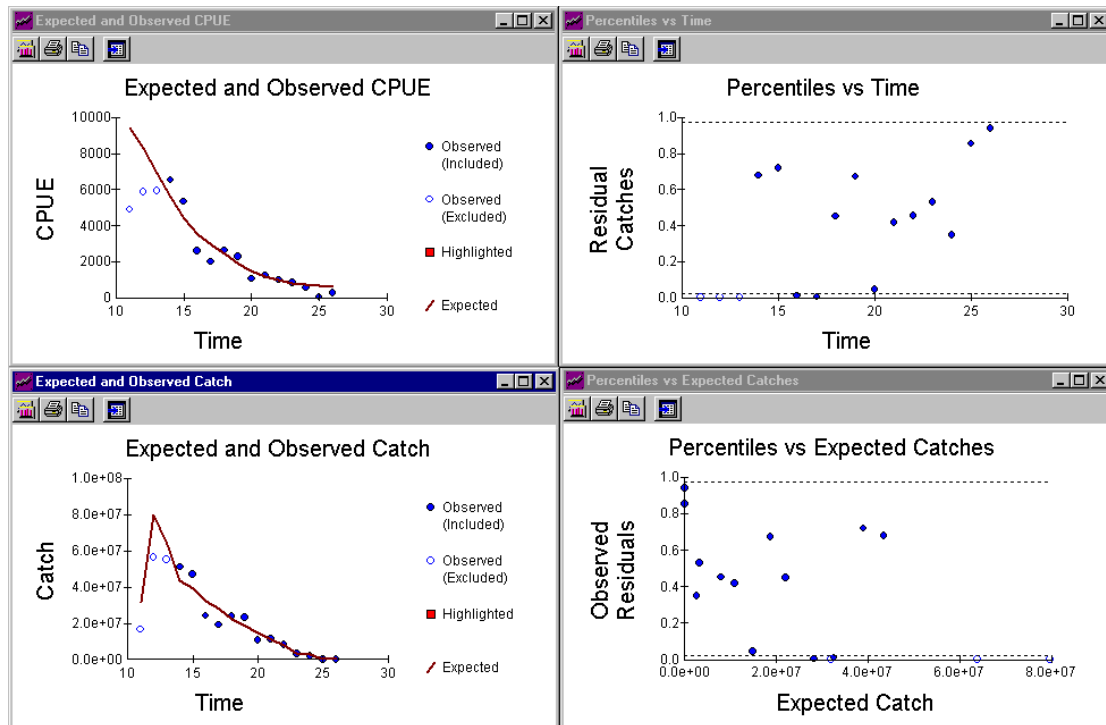 Expected and Observed CPUE
Expected and Observed CPUE
10000
8000
6000
4000
2000
0
10
15
20
25
30
CPUE
Time
Observed
(Included)
Observed
(Excluded)
Highlighted
Expected
Percentiles vs Time
Percentiles vs Time
1.0
0.8
0.6
0.4
0.2
0.0
10
15
20
25
30
Residual
Catches
Time
Expected and Observed Catch
Expected and Observed Catch
1.0e+08
8.0e+07
6.0e+07
4.0e+07
2.0e+07
0.0e+00
10
15
20
25
30
Catch
Time
Observed
(Included)
Observed
(Excluded)
Highlighted
Expected
Percentiles vs Expected Catches
Percentiles vs Expected Catches
1.0
0.8
0.6
0.4
0.2
0.0
0.0e+00
2.0e+07
4.0e+07
6.0e+07
8.0e+07
Observed
Residuals
Expected Catch